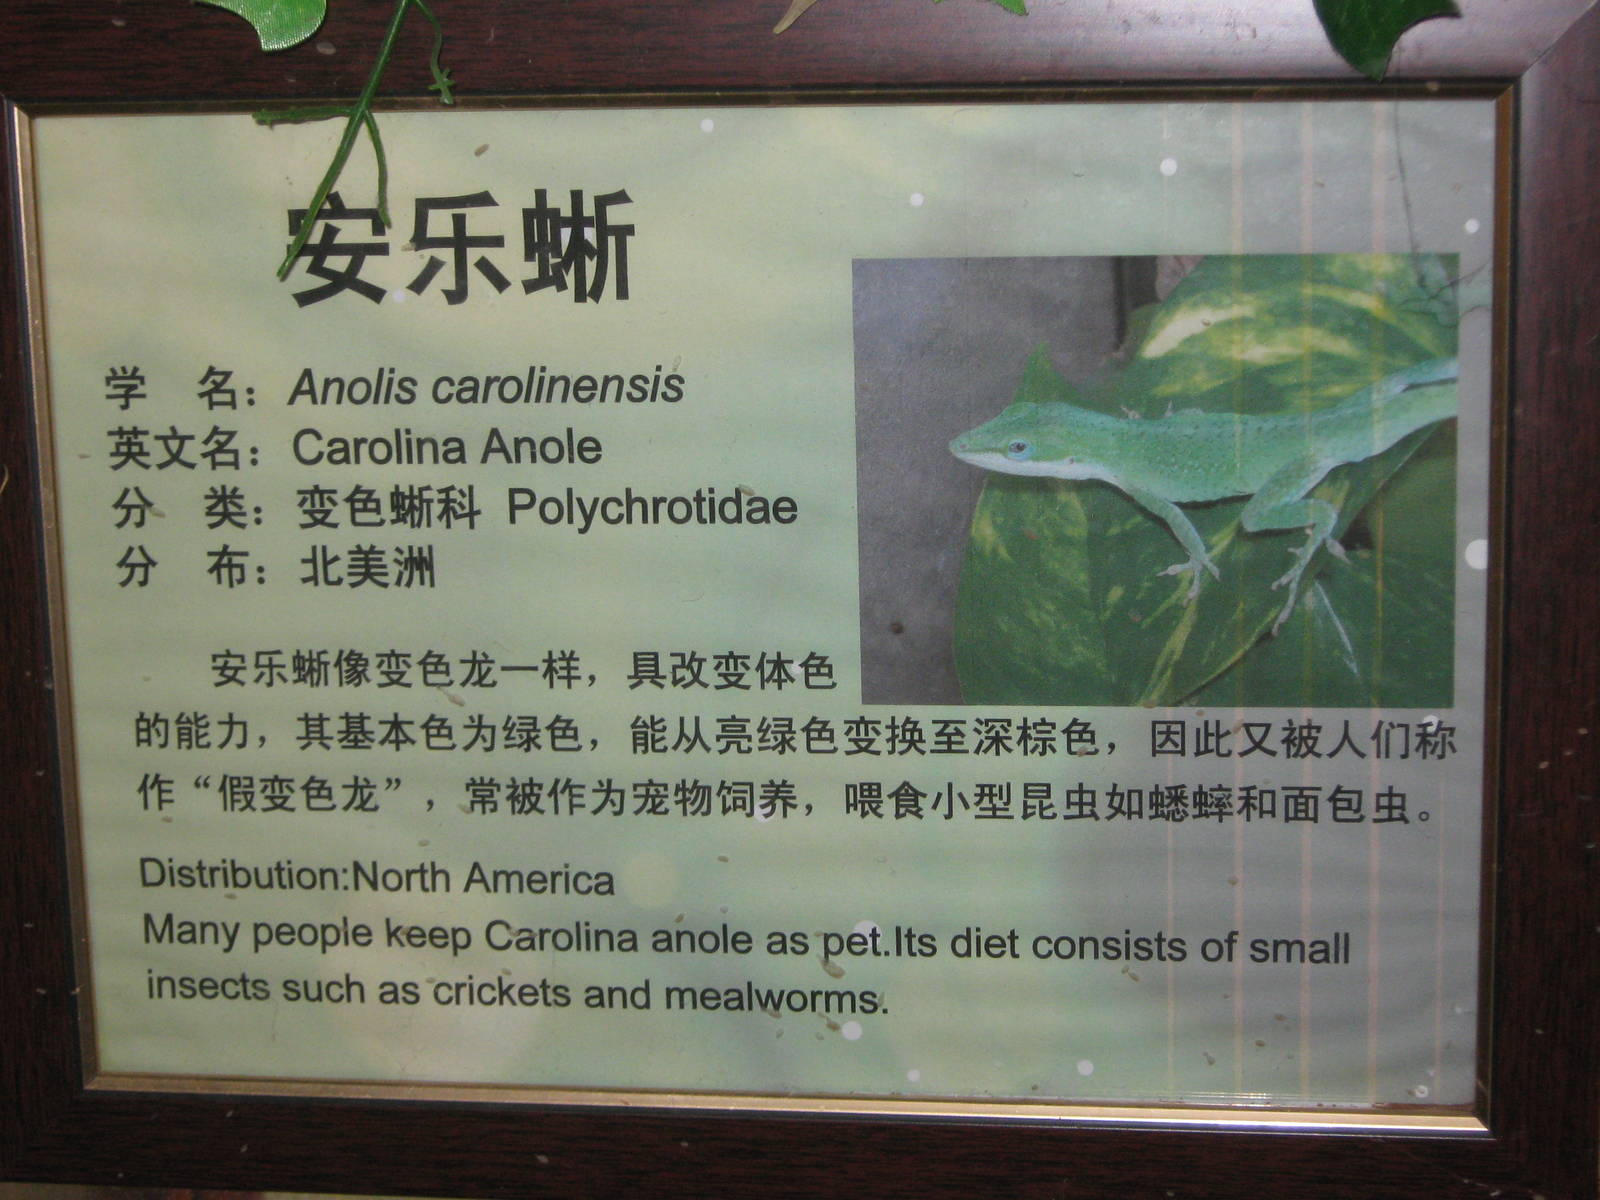 安乐蜥
学 名：Anolis carolinensis
英文名：Carolina Anole
分 类：变色蜥科 Polychrotidae
分 布：北美洲
安乐蜥像变色龙一样，具改变体色
的能力，其基本色为绿色，能从亮绿色变换至深棕色，因此又被人们称
作“假变色龙”，常被作为宠物饲养，喂食小型昆虫如蟋蟀和面包虫。
Distribution:North America
Many people keep Carolina anole as pet.Its diet consists of small
insects such as crickets and mealworms.